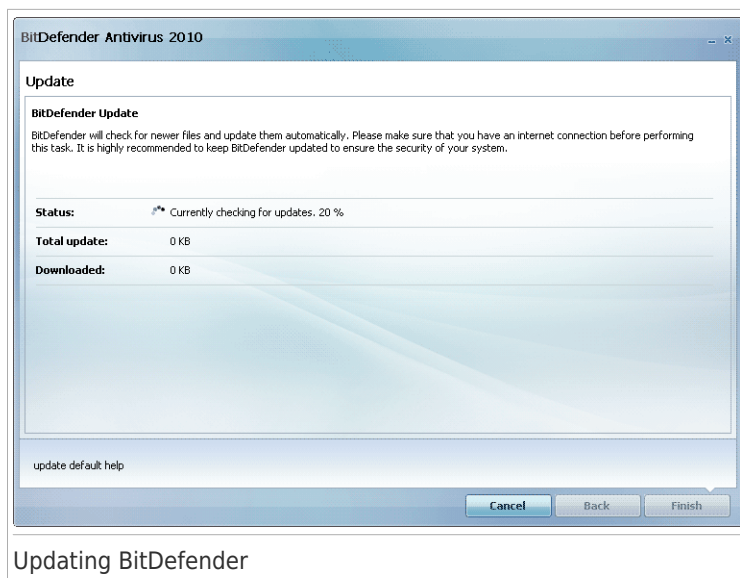 BitDefender Antivirus 2010
Update
BitDefender Update
BitDefender will check for newer files and update them automatically. Please make sure that you have an internet connection before performing
this task. It is highly recommended to keep BitDefender updated to ensure the security of your system.
Status: Currently checking for updates. 20 %
Total update: 0 KB
Downloaded: 0 KB
update default help
Cancel Back Finish
Updating BitDefender